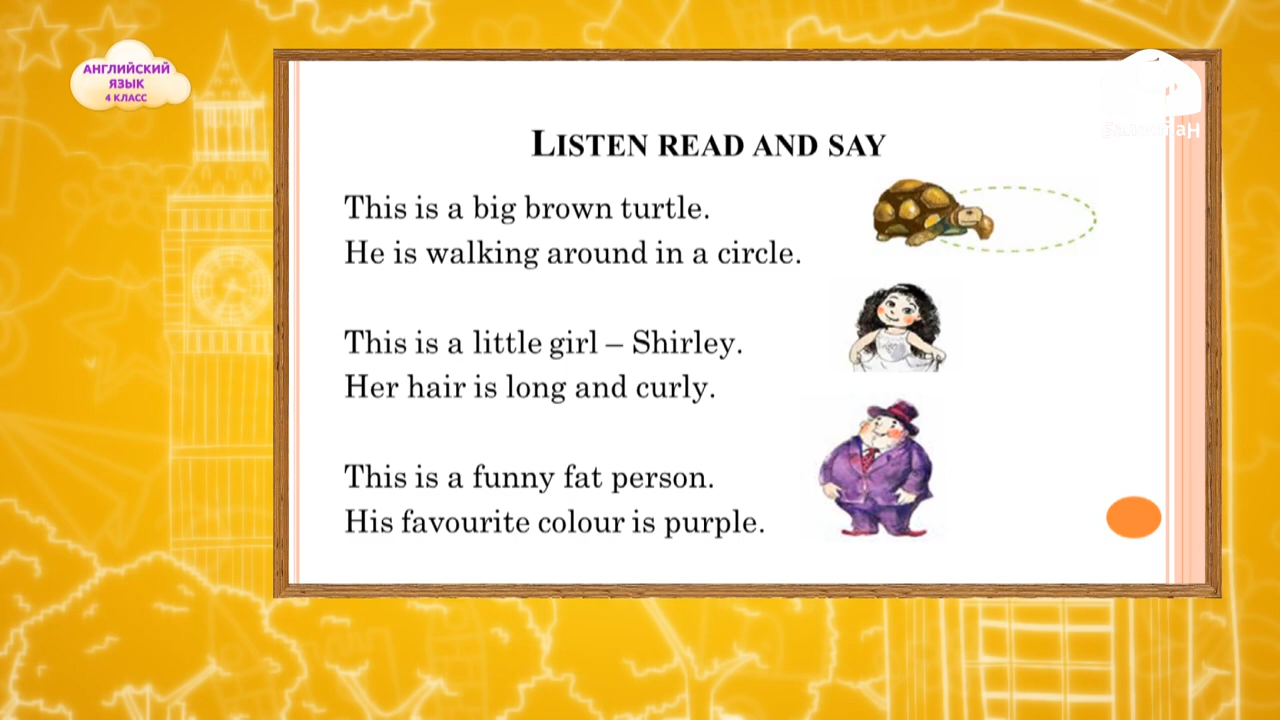 АНГЛИЙСКИЙ
ЯЗЫК
4 КЛАСС
LISTEN READ AND SAY
This is a big brown turtle.
He is walking around in a circle.
This is a little girl – Shirley.
Her hair is long and curly.
This is a funny fat person.
His favourite colour is purple.